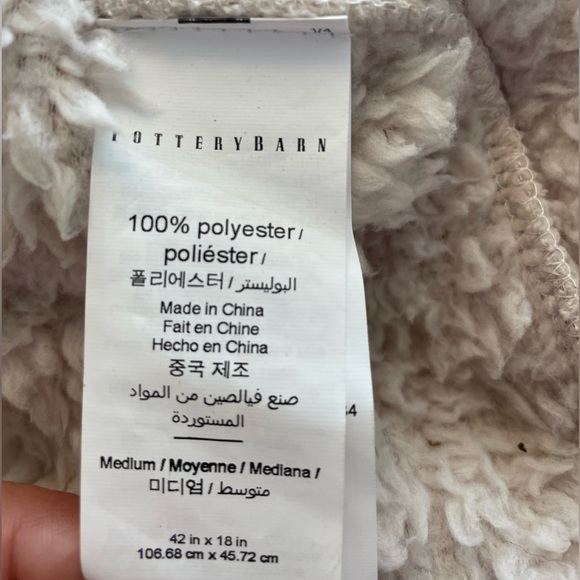 POTTERYBARN
100% polyester /
poliéster /
폴리에스터 / البوليستر
Made in China
Fait en Chine
Hecho en China
중국 제조
صنع فيالصين من المواد
المستوردة
Medium / Moyenne / Mediana /
미디엄 / متوسط
42 in x 18 in
106.68 cm x 45.72 cm